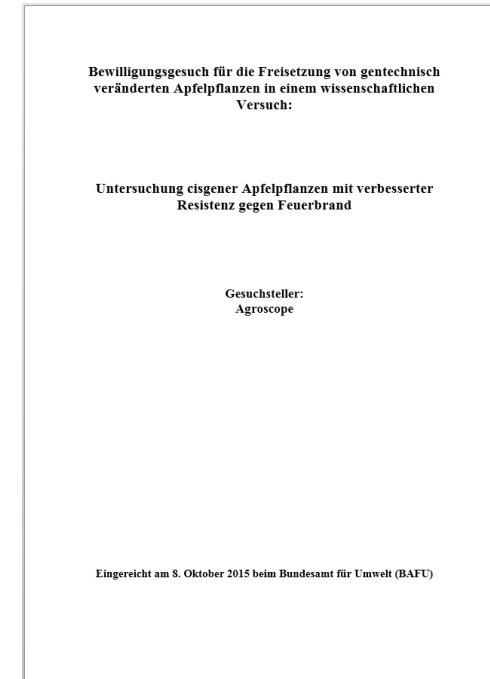 Bewilligungsgesuch für die Freisetzung von gentechnisch
veränderten Apfelpflanzen in einem wissenschaftlichen
Versuch:
Untersuchung cisgener Apfelpflanzen mit verbesserter
Resistenz gegen Feuerbrand
Gesuchsteller:
Agroscope
Eingereicht am 8. Oktober 2015 beim Bundesamt für Umwelt (BAFU)